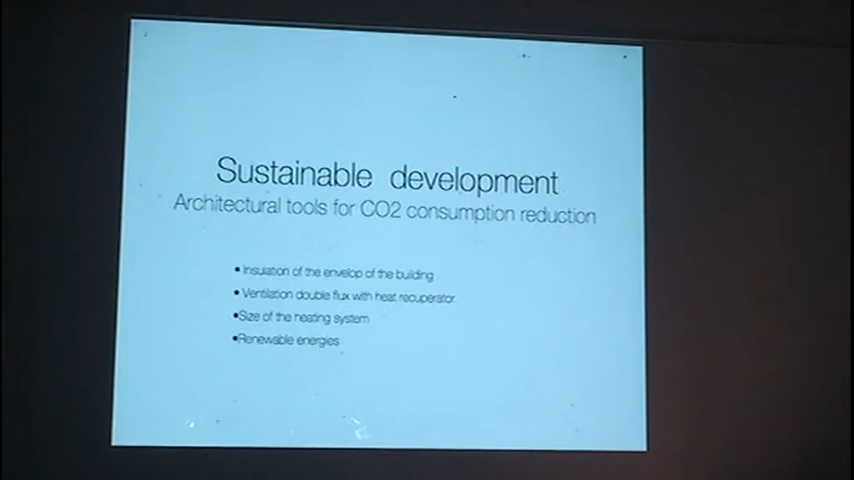 Sustainable development
Architectural tools for CO2 consumption reduction
• Insulation of the envelop of the building
• Ventilation double flux with heat recuperator
•Size of the heating system
•Renewable energies